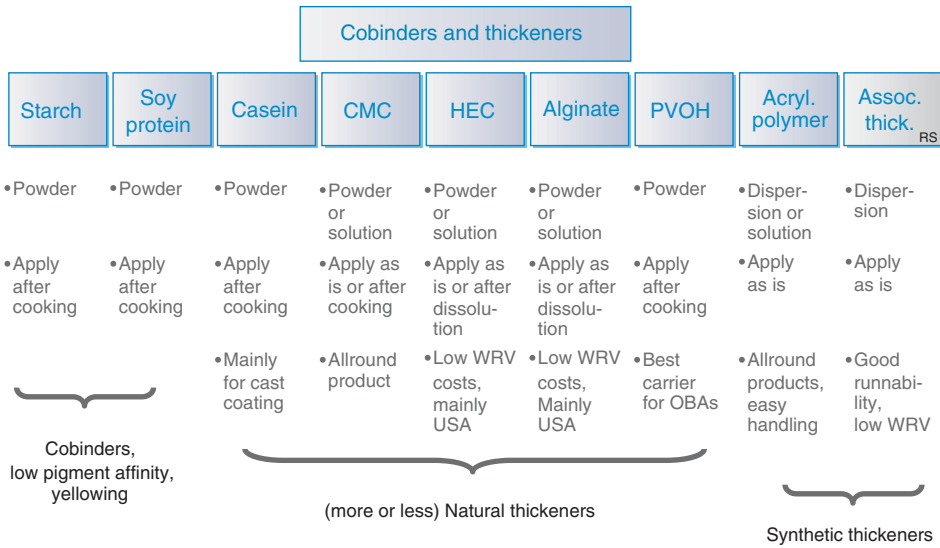 Cobinders and thickeners
Starch
Soy
protein
Casein
CMC
HEC
Alginate
PVOH
Acryl.
polymer
Assoc.
thick.
RS
•Powder
•Apply
after
cooking
•Powder
•Apply
after
cooking
•Powder
•Apply
after
cooking
•Mainly
for cast
coating
•Powder
or
solution
•Apply as
is or after
cooking
•Allround
product
•Powder
or
solution
•Apply as
is or after
dissolu-
tion
•Low WRV
costs,
mainly
USA
•Powder
or
solution
•Apply as
is or after
dissolu-
tion
•Low WRV
costs,
Mainly
USA
•Powder
•Apply
after
cooking
•Best
carrier
for OBAs
•Disper-
sion or
solution
•Apply
as is
•Allround
products,
easy
handling
•Disper-
sion
•Apply
as is
•Good
runnabi-
lity,
low WRV
Cobinders,
low pigment affinity,
yellowing
(more or less) Natural thickeners
Synthetic thickeners